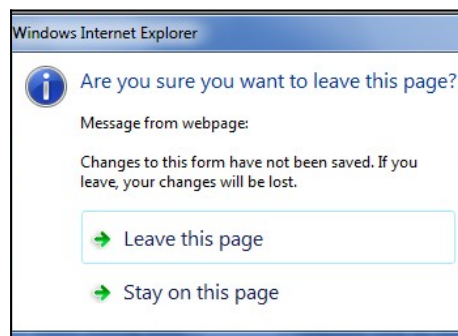 Windows Internet Explorer
Are you sure you want to leave this page?
Message from webpage:
Changes to this form have not been saved. If you
leave, your changes will be lost.
Leave this page
Stay on this page